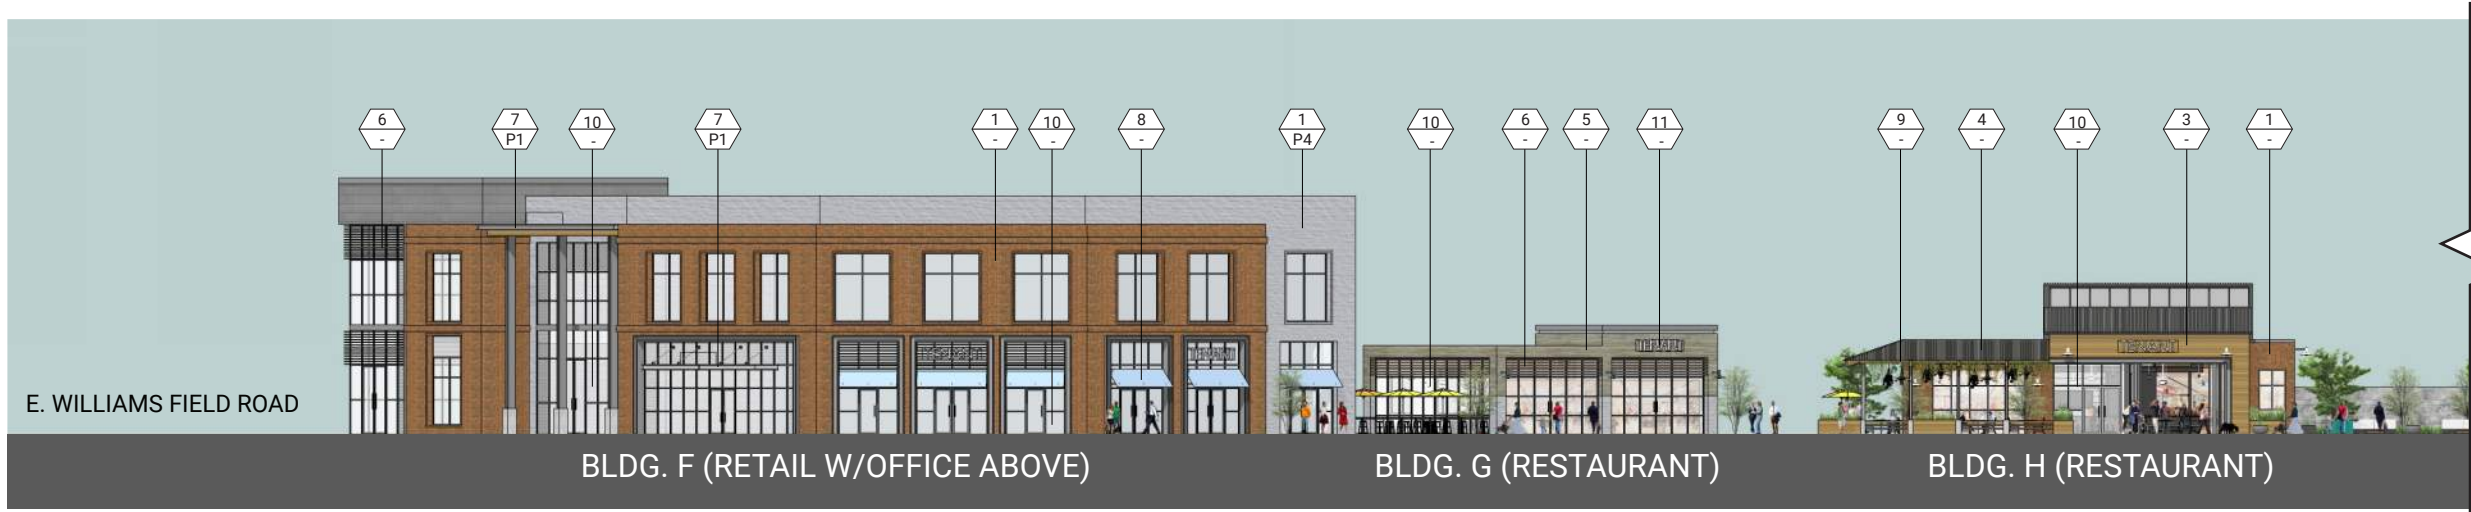 6
-
7
P1
10
-
7
P1
1
-
10
-
8
-
1
P4
10
-
6
-
5
-
11
-
9
-
4
-
10
-
3
-
1
-
TENANT
TENANT
TENANT
TENANT
E. WILLIAMS FIELD ROAD
BLDG. F (RETAIL W/OFFICE ABOVE)
BLDG. G (RESTAURANT)
BLDG. H (RESTAURANT)